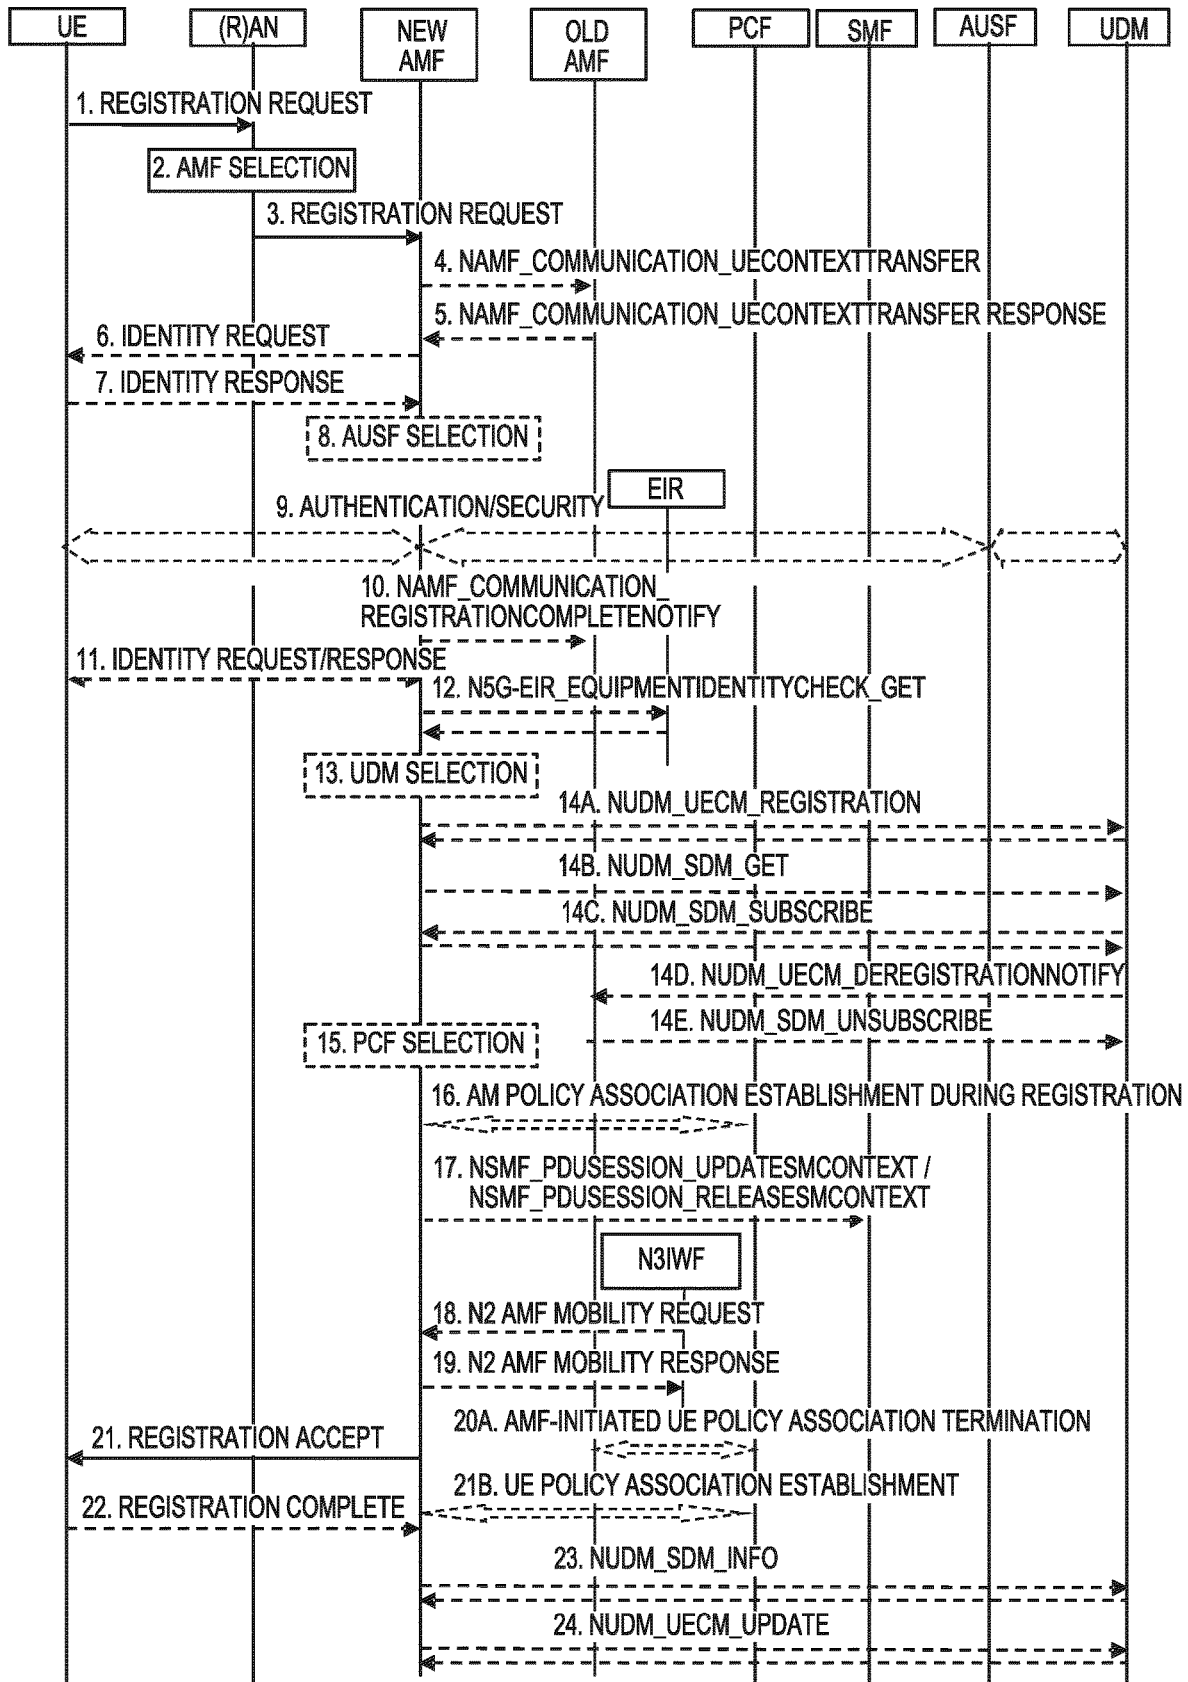 UE
(R)AN
NEW
AMF
OLD
AMF
PCF
SMF
AUSF
UDM
1. REGISTRATION REQUEST
2. AMF SELECTION
3. REGISTRATION REQUEST
4. NAMF_COMMUNICATION_UECONTEXTTRANSFER
5. NAMF_COMMUNICATION_UECONTEXTTRANSFER RESPONSE
6. IDENTITY REQUEST
7. IDENTITY RESPONSE
8. AUSF SELECTION
EIR
9. AUTHENTICATION/SECURITY
10. NAMF_COMMUNICATION_
REGISTRATIONCOMPLETENOTIFY
11. IDENTITY REQUEST/RESPONSE
12. N5G-EIR_EQUIPMENTIDENTITYCHECK_GET
13. UDM SELECTION
14A. NUDM_UECM_REGISTRATION
14B. NUDM_SDM_GET
14C. NUDM_SDM_SUBSCRIBE
14D. NUDM_UECM_DEREGISTRATIONNOTIFY
14E. NUDM_SDM_UNSUBSCRIBE
15. PCF SELECTION
16. AM POLICY ASSOCIATION ESTABLISHMENT DURING REGISTRATION
17. NSMF_PDUSESSION_UPDATESMCONTEXT /
NSMF_PDUSESSION_RELEASESMCONTEXT
N3IWF
18. N2 AMF MOBILITY REQUEST
19. N2 AMF MOBILITY RESPONSE
20A. AMF-INITIATED UE POLICY ASSOCIATION TERMINATION
21. REGISTRATION ACCEPT
21B. UE POLICY ASSOCIATION ESTABLISHMENT
22. REGISTRATION COMPLETE
23. NUDM_SDM_INFO
24. NUDM_UECM_UPDATE